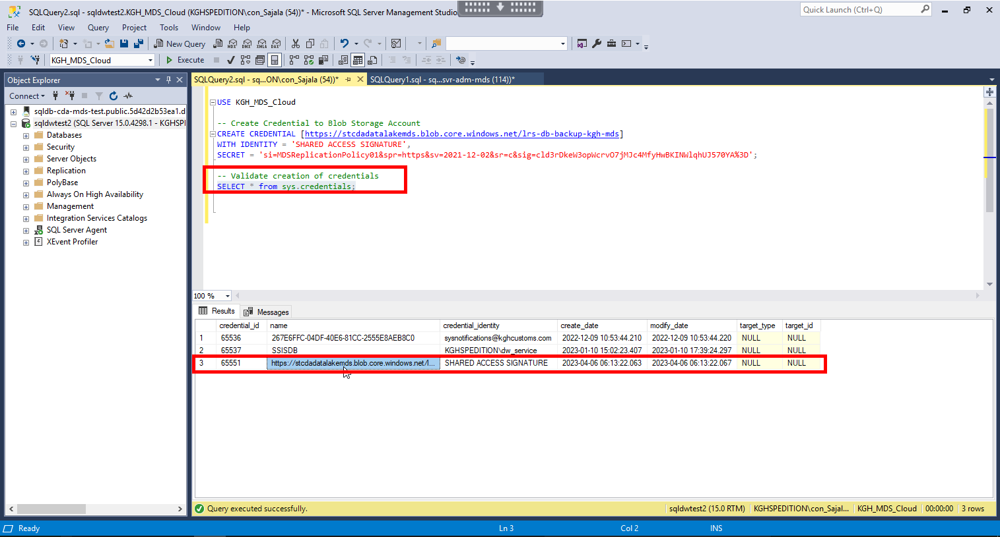 SQLQuery2.sql - sqldwtest2.KGH_MDS_Cloud (KGHSPEDITION\con_Sajala (54))* - Microsoft SQL Server Management Studio
Quick Launch (Ctrl+Q)
File Edit View Query Project Tools Window Help
New Query MDX DMX XMLA DAX
KGH_MDS_Cloud Execute
Object Explorer
SQLQuery2.sql - sq...ON\con_Sajala (54))* SQLQuery1.sql - sq...svr-adm-mds (114))*
Connect
sqldb-cda-mds-test.public.5d42d2b53ea1.d
sqldwtest2 (SQL Server 15.0.4298.1 - KGHSPI
Databases
Security
Server Objects
Replication
PolyBase
Always On High Availability
Management
Integration Services Catalogs
SQL Server Agent
XEvent Profiler
USE KGH_MDS_Cloud
-- Create Credential to Blob Storage Account
CREATE CREDENTIAL [https://stcdadatalakemds.blob.core.windows.net/lrs-db-backup-kgh-mds]
WITH IDENTITY = 'SHARED ACCESS SIGNATURE',
SECRET = 'si=MDSReplicationPolicy01&spr=https&sv=2021-12-02&sr=c&sig=cld3rDkeW3opWcrvO7jMJc4MfyHwBKINWlqhUJ570YA%3D';
-- Validate creation of credentials
SELECT * from sys.credentials;
100 %
Results Messages
credential_id name credential_identity create_date modify_date target_type target_id
1 65536 267E6FFC-04DF-40E6-81CC-2555E8AEB8C0 sysnotifications@kghcustoms.com 2022-12-09 10:53:44.210 2022-12-09 10:53:44.220 NULL NULL
2 65537 SSISDB KGHSPEDITION\dw_service 2023-01-10 15:02:23.407 2023-01-10 17:39:24.297 NULL NULL
3 65551 https://stcdadatalakemds.blob.core.windows.net/l... SHARED ACCESS SIGNATURE 2023-04-06 06:13:22.063 2023-04-06 06:13:22.067 NULL NULL
Query executed successfully. sqldwtest2 (15.0 RTM) KGHSPEDITION\con_Sajal... KGH_MDS_Cloud 00:00:00 3 rows
Ready Ln 3 Col 2 INS